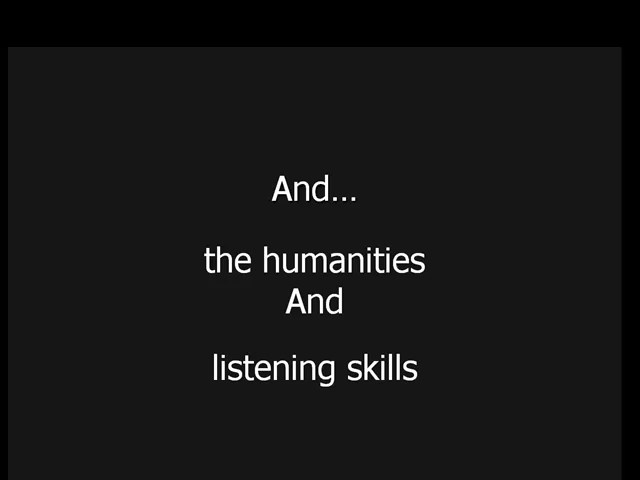 And...
the humanities
And
listening skills